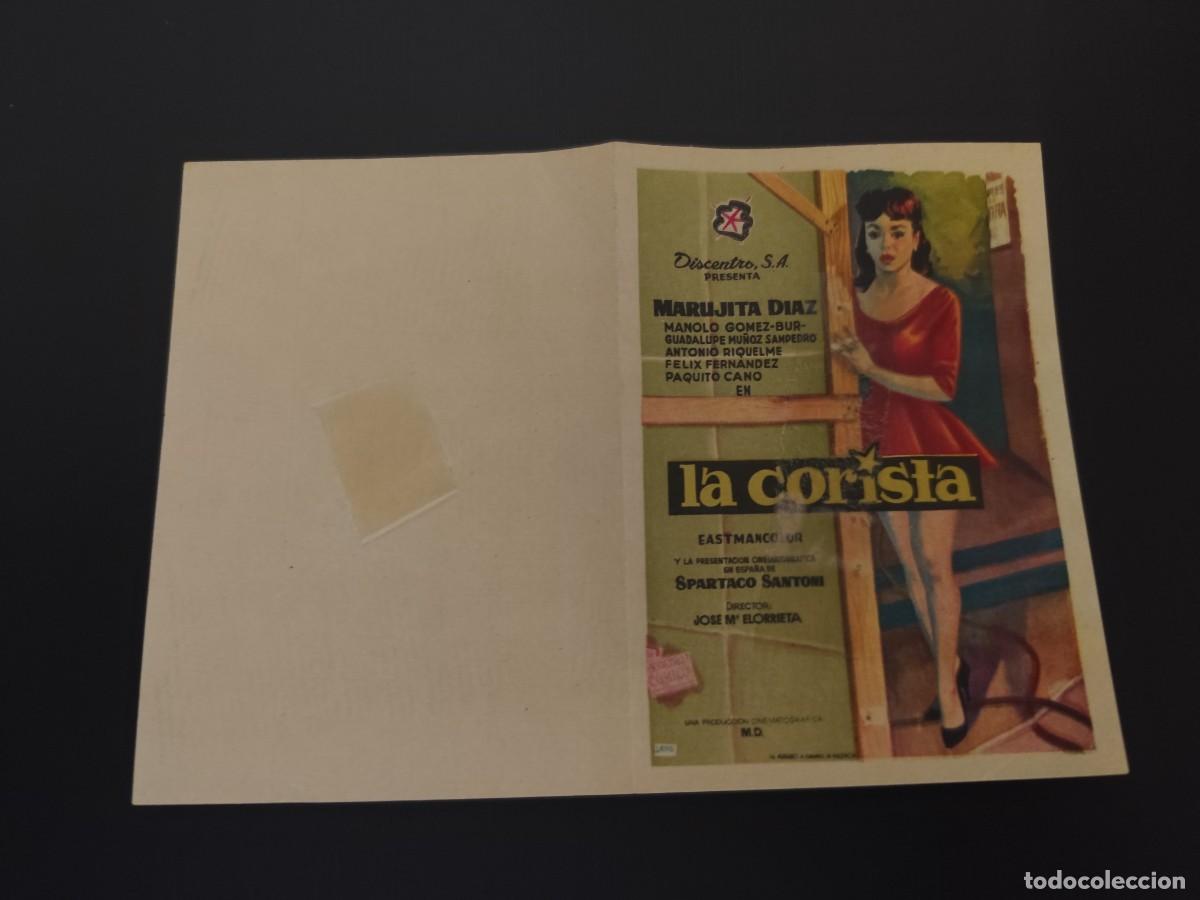 Discentro, S.A.
PRESENTA
MARUJITA DIAZ
MANOLO GOMEZ-BUR-
GUADALUPE MUÑOZ SAMPEDRO
ANTONIO RIQUELME
FELIX FERNANDEZ
PAQUITO CANO
EN
la corista
EASTMANCOLOR
Y LA PRESENTACION CINEMATOGRAFICA
EN ESPAÑA DE
SPARTACO SANTONI
DIRECTOR:
JOSE Mª ELORRIETA
UNA PRODUCCION CINEMATOGRAFICA
M.D.
todocoleccion